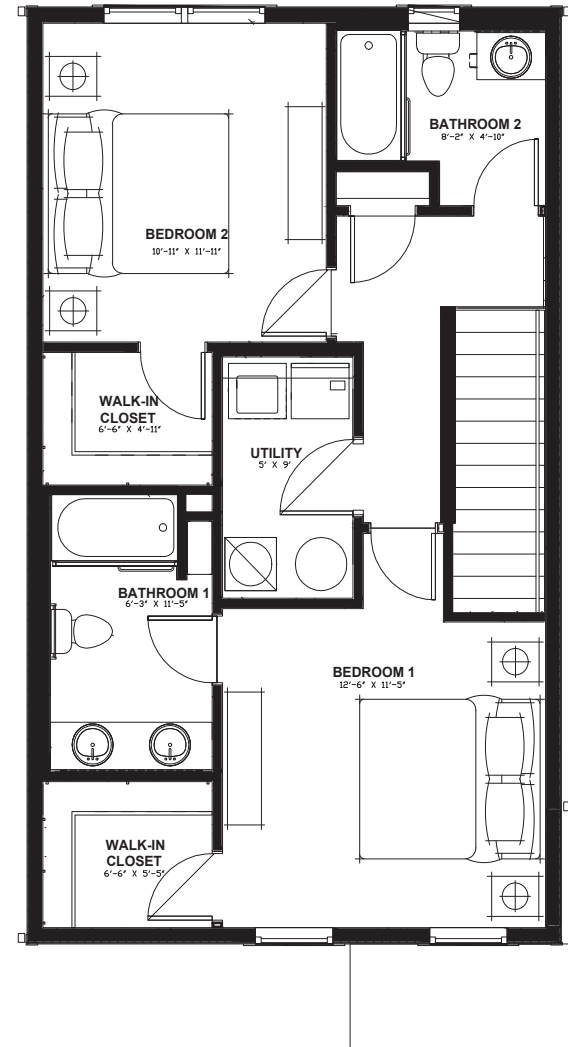 BATHROOM 2
8'-2" X 4'-10"
BEDROOM 2
10'-11" X 11'-11"
WALK-IN
CLOSET
6'-6" X 4'-11"
UTILITY
5' X 9'
BATHROOM 1
6'-3" X 11'-5"
BEDROOM 1
12'-6" X 11'-5"
WALK-IN
CLOSET
6'-6" X 5'-5"